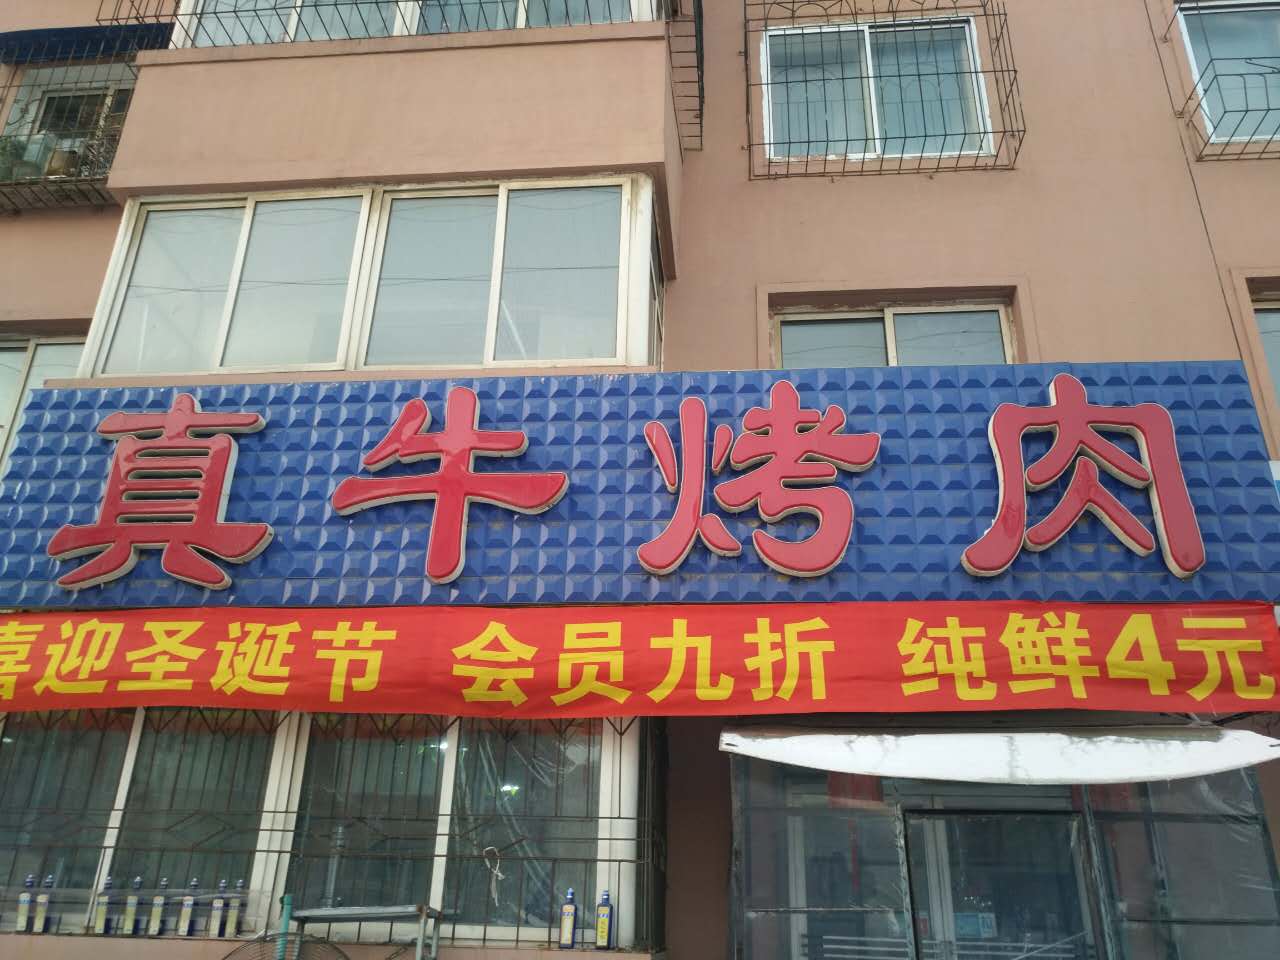 真牛烤肉
喜迎圣诞节 会员九折 纯鲜4元